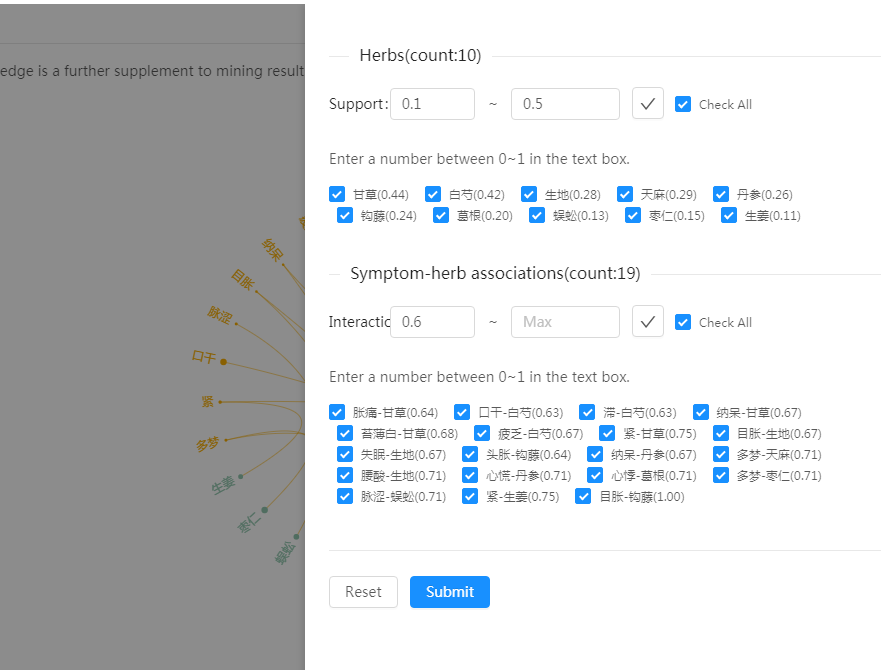 edge is a further supplement to mining result
Herbs(count:10)
Support: 0.1 ~ 0.5 Check All
Enter a number between 0~1 in the text box.
甘草(0.44) 白芍(0.42) 生地(0.28) 天麻(0.29) 丹参(0.26)
钩藤(0.24) 葛根(0.20) 蜈蚣(0.13) 枣仁(0.15) 生姜(0.11)
Symptom-herb associations(count:19)
Interactic 0.6 ~ Max Check All
Enter a number between 0~1 in the text box.
胀痛-甘草(0.64) 口干-白芍(0.63) 滞-白芍(0.63) 纳呆-甘草(0.67)
苔薄白-甘草(0.68) 疲乏-白芍(0.67) 紧-甘草(0.75) 目胀-生地(0.67)
失眠-生地(0.67) 头胀-钩藤(0.64) 纳呆-丹参(0.67) 多梦-天麻(0.71)
腰酸-生地(0.71) 心慌-丹参(0.71) 心悸-葛根(0.71) 多梦-枣仁(0.71)
脉涩-蜈蚣(0.71) 紧-生姜(0.75) 目胀-钩藤(1.00)
Reset Submit
纳呆
目胀
脉涩
口干
紧
多梦
生姜
枣仁
蜈蚣